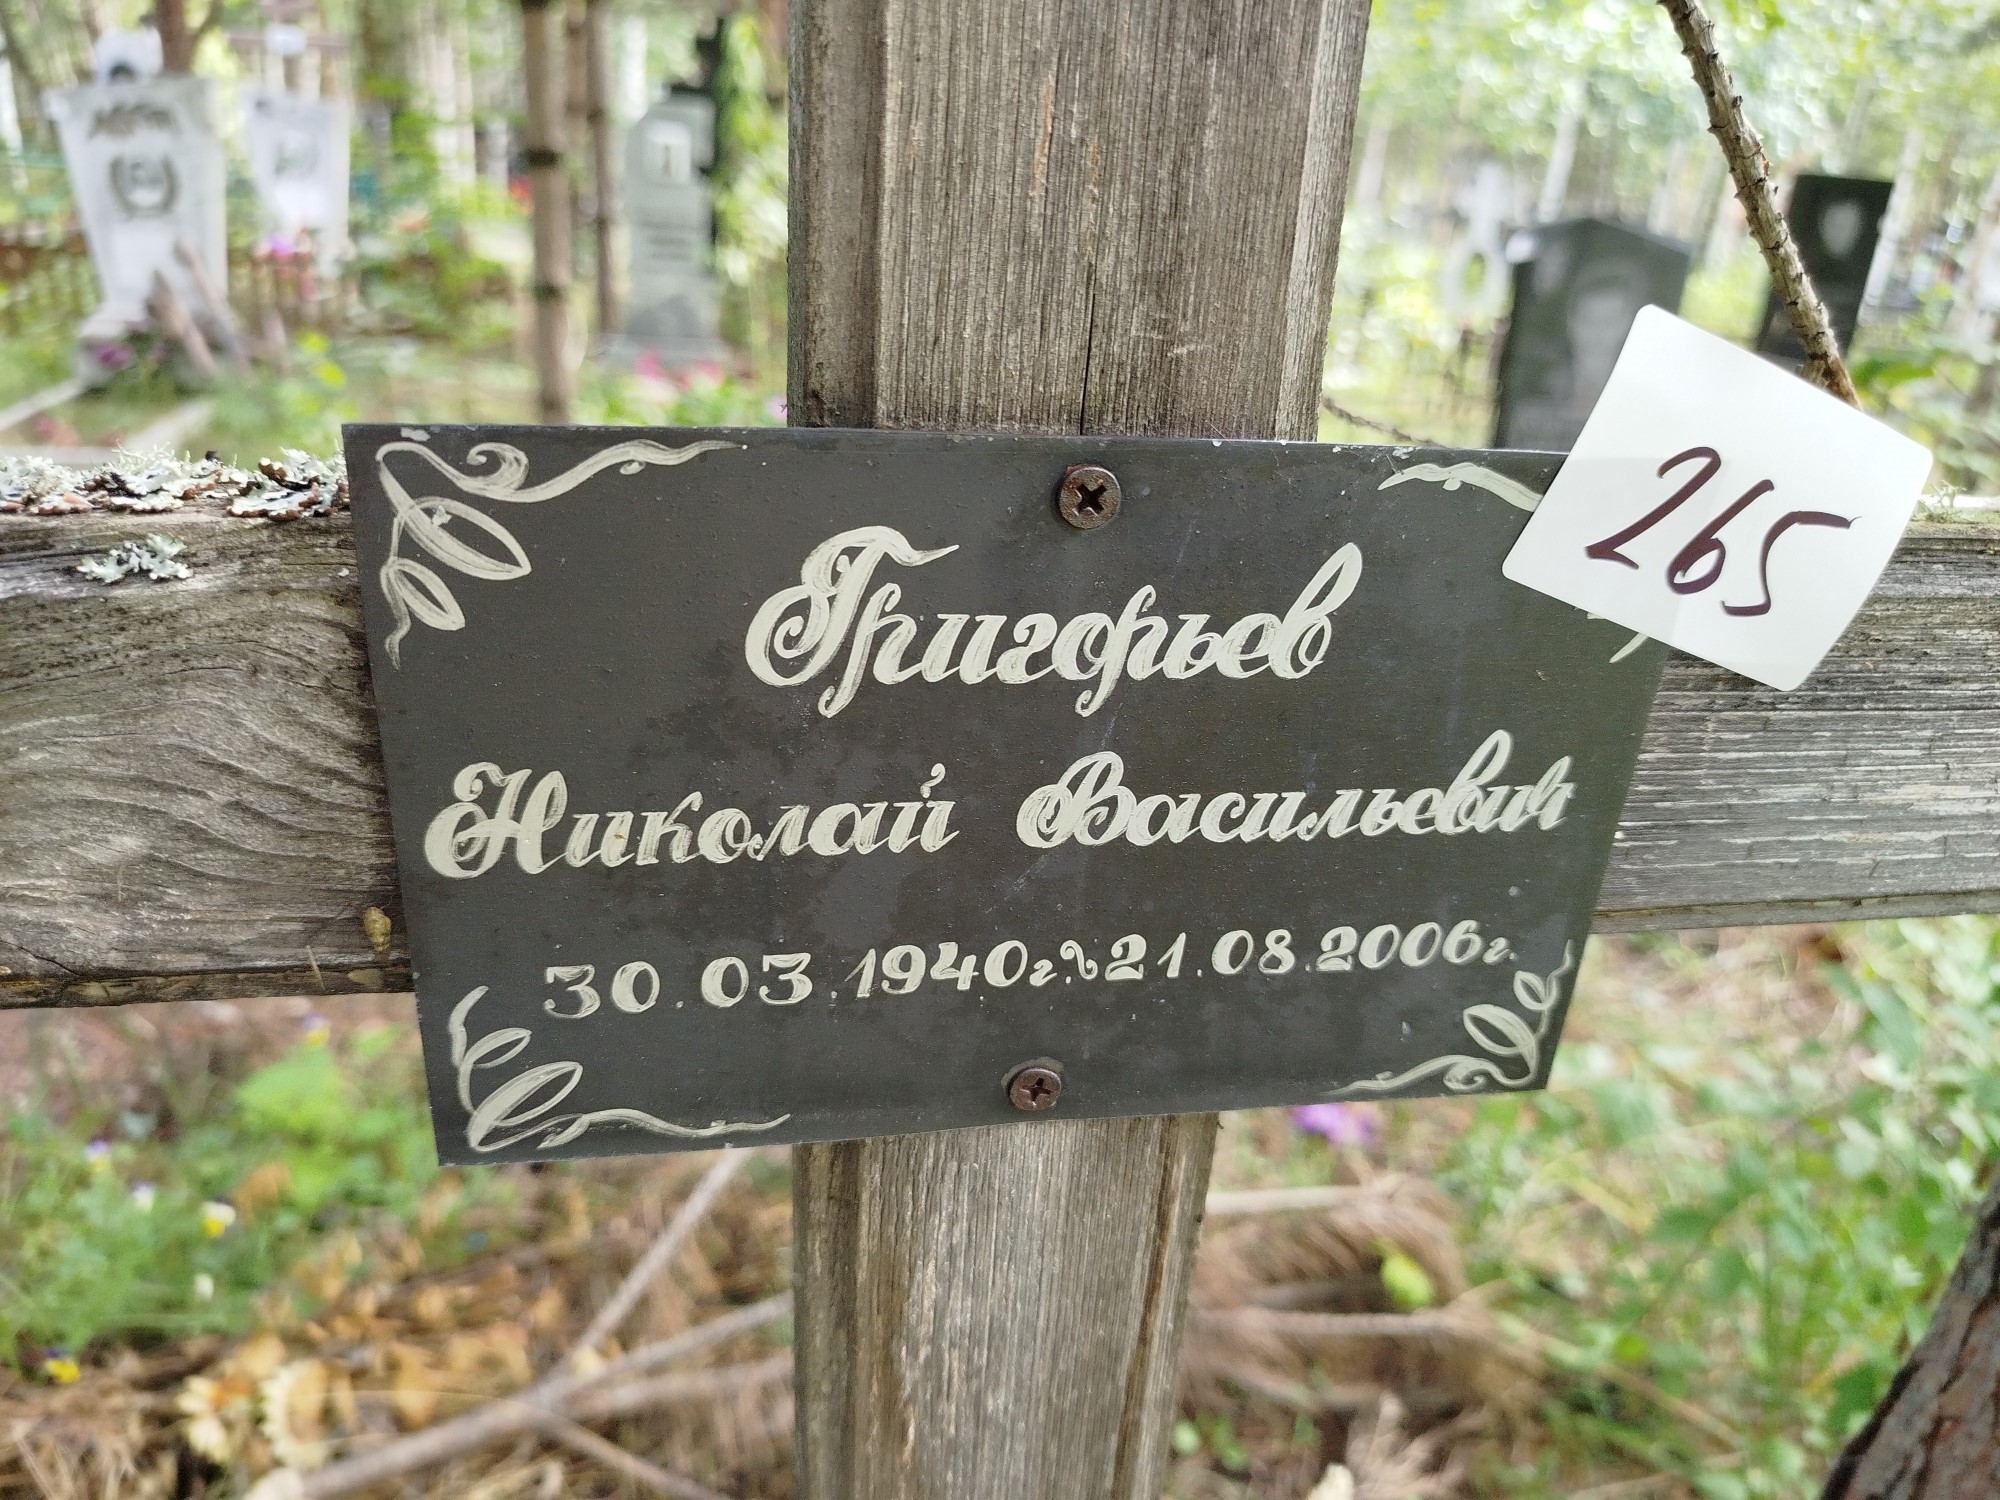 265
Григорьев
Николай Васильевич
30.03.1940г. 21.08.2006г.